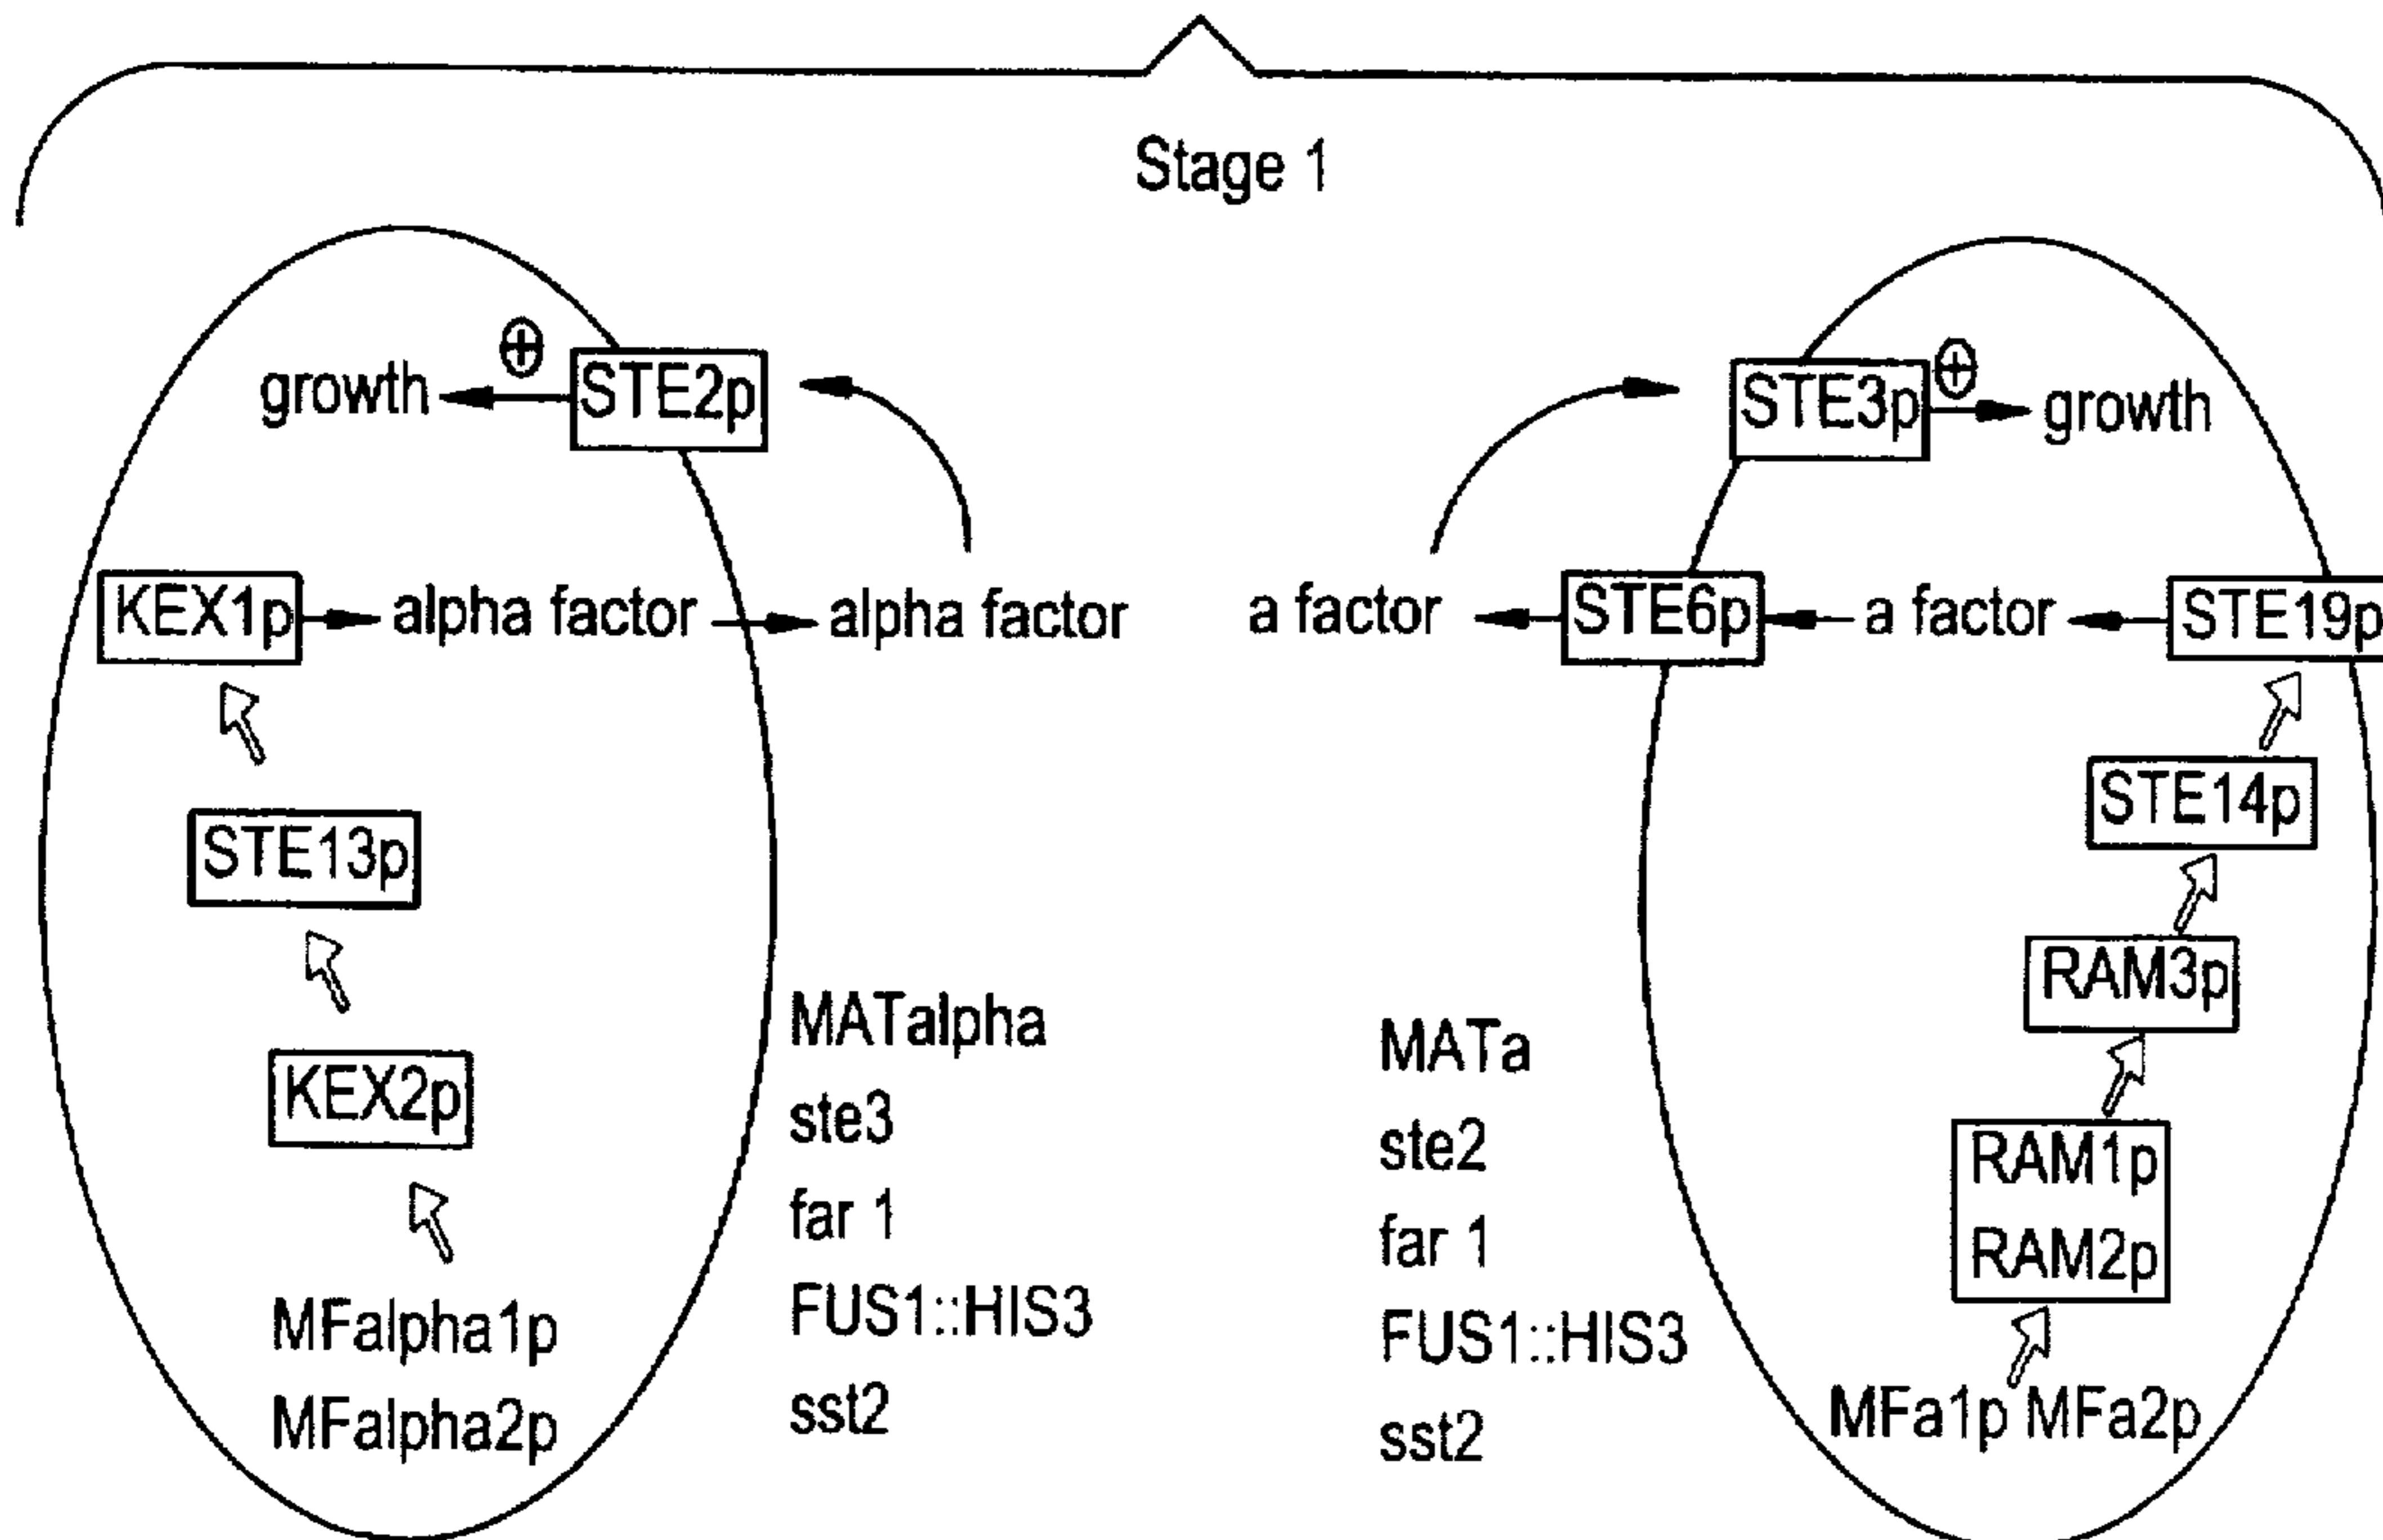 Stage 1
growth
STE2p
KEX1p
alpha factor
alpha factor
STE13p
KEX2p
MFalpha1p
MFalpha2p
MATalpha
ste3
far 1
FUS1::HIS3
sst2
STE3p
growth
a factor
STE6p
a factor
STE19p
STE14p
RAM3p
RAM1p
RAM2p
MFa1p MFa2p
MATa
ste2
far 1
FUS1::HIS3
sst2